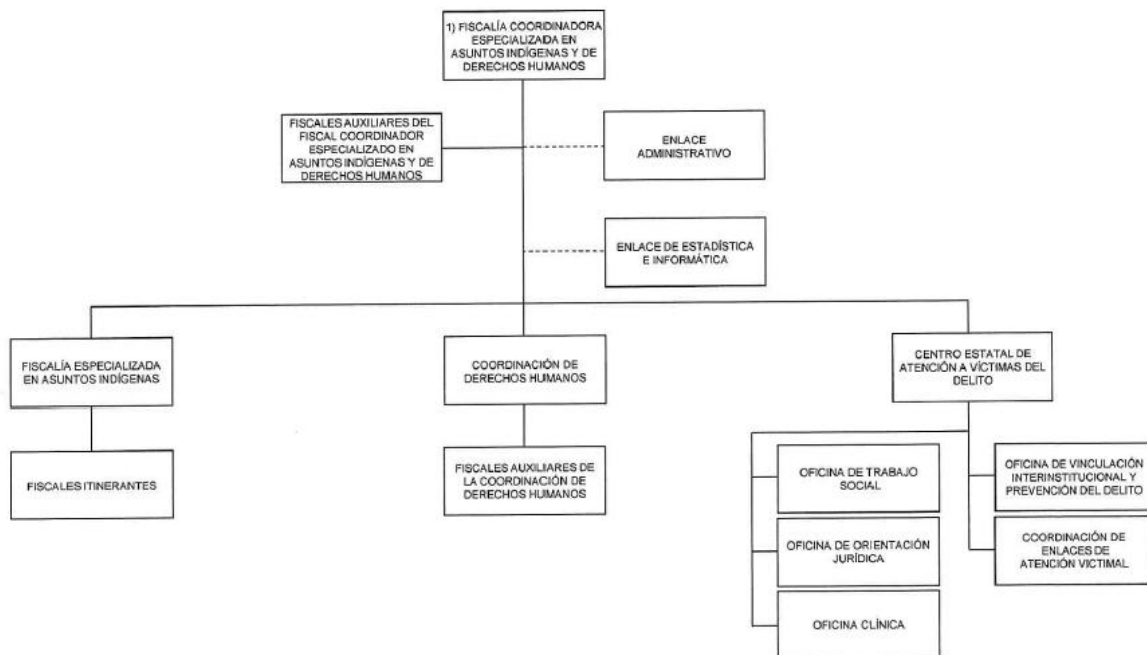 1) FISCALÍA COORDINADORA
ESPECIALIZADA EN
ASUNTOS INDÍGENAS Y DE
DERECHOS HUMANOS
FISCALES AUXILIARES DEL
FISCAL COORDINADOR
ESPECIALIZADO EN
ASUNTOS INDÍGENAS Y DE
DERECHOS HUMANOS
ENLACE
ADMINISTRATIVO
ENLACE DE ESTADÍSTICA
E INFORMÁTICA
FISCALÍA ESPECIALIZADA
EN ASUNTOS INDÍGENAS
COORDINACIÓN DE
DERECHOS HUMANOS
CENTRO ESTATAL DE
ATENCIÓN A VÍCTIMAS DEL
DELITO
FISCALES ITINERANTES
FISCALES AUXILIARES DE
LA COORDINACIÓN DE
DERECHOS HUMANOS
OFICINA DE TRABAJO
SOCIAL
OFICINA DE VINCULACIÓN
INTERINSTITUCIONAL Y
PREVENCIÓN DEL DELITO
OFICINA DE ORIENTACIÓN
JURÍDICA
COORDINACIÓN DE
ENLACES DE
ATENCIÓN VICTIMAL
OFICINA CLÍNICA